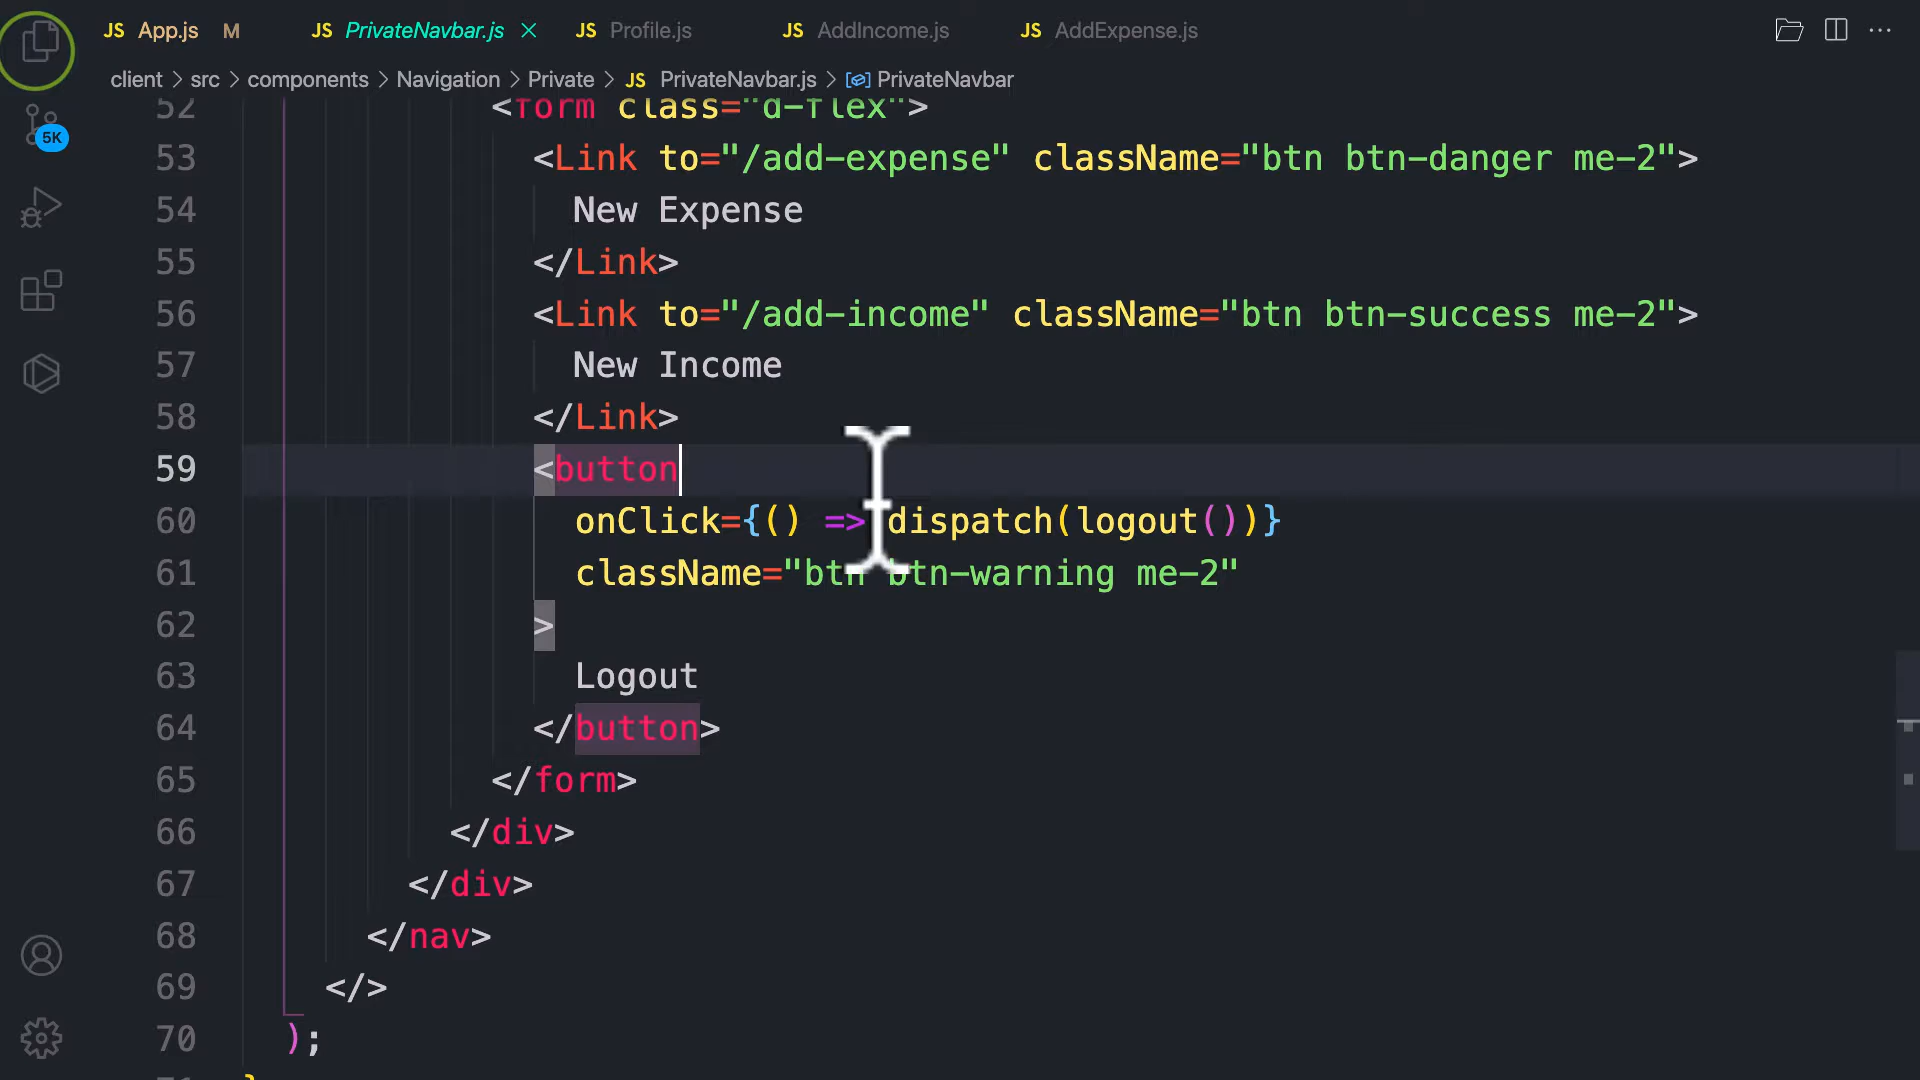 JS App.js M JS PrivateNavbar.js × JS Profile.js JS AddIncome.js JS AddExpense.js
client > src > components > Navigation > Private > JS PrivateNavbar.js > PrivateNavbar
5K
52 <form class="d-flex">
53 <Link to="/add-expense" className="btn btn-danger me-2">
54 New Expense
55 </Link>
56 <Link to="/add-income" className="btn btn-success me-2">
57 New Income
58 </Link>
59 <button
60 onClick={() => dispatch(logout())}
61 className="btn btn-warning me-2"
62 >
63 Logout
64 </button>
65 </form>
66 </div>
67 </div>
68 </nav>
69 </>
70 );